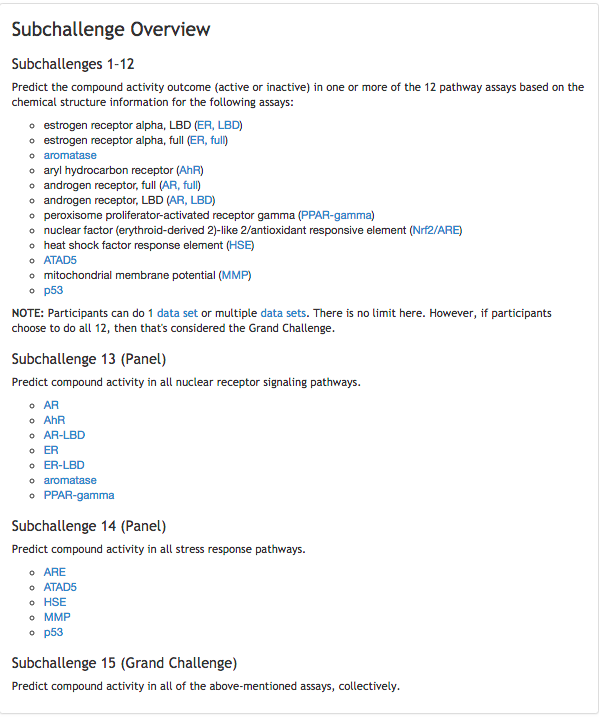 Subchallenge Overview
Subchallenges 1–12
Predict the compound activity outcome (active or inactive) in one or more of the 12 pathway assays based on the
chemical structure information for the following assays:
estrogen receptor alpha, LBD (ER, LBD)
estrogen receptor alpha, full (ER, full)
aromatase
aryl hydrocarbon receptor (AhR)
androgen receptor, full (AR, full)
androgen receptor, LBD (AR, LBD)
peroxisome proliferator-activated receptor gamma (PPAR-gamma)
nuclear factor (erythroid-derived 2)-like 2/antioxidant responsive element (Nrf2/ARE)
heat shock factor response element (HSE)
ATAD5
mitochondrial membrane potential (MMP)
p53
NOTE: Participants can do 1 data set or multiple data sets. There is no limit here. However, if participants
choose to do all 12, then that's considered the Grand Challenge.
Subchallenge 13 (Panel)
Predict compound activity in all nuclear receptor signaling pathways.
AR
AhR
AR-LBD
ER
ER-LBD
aromatase
PPAR-gamma
Subchallenge 14 (Panel)
Predict compound activity in all stress response pathways.
ARE
ATAD5
HSE
MMP
p53
Subchallenge 15 (Grand Challenge)
Predict compound activity in all of the above-mentioned assays, collectively.